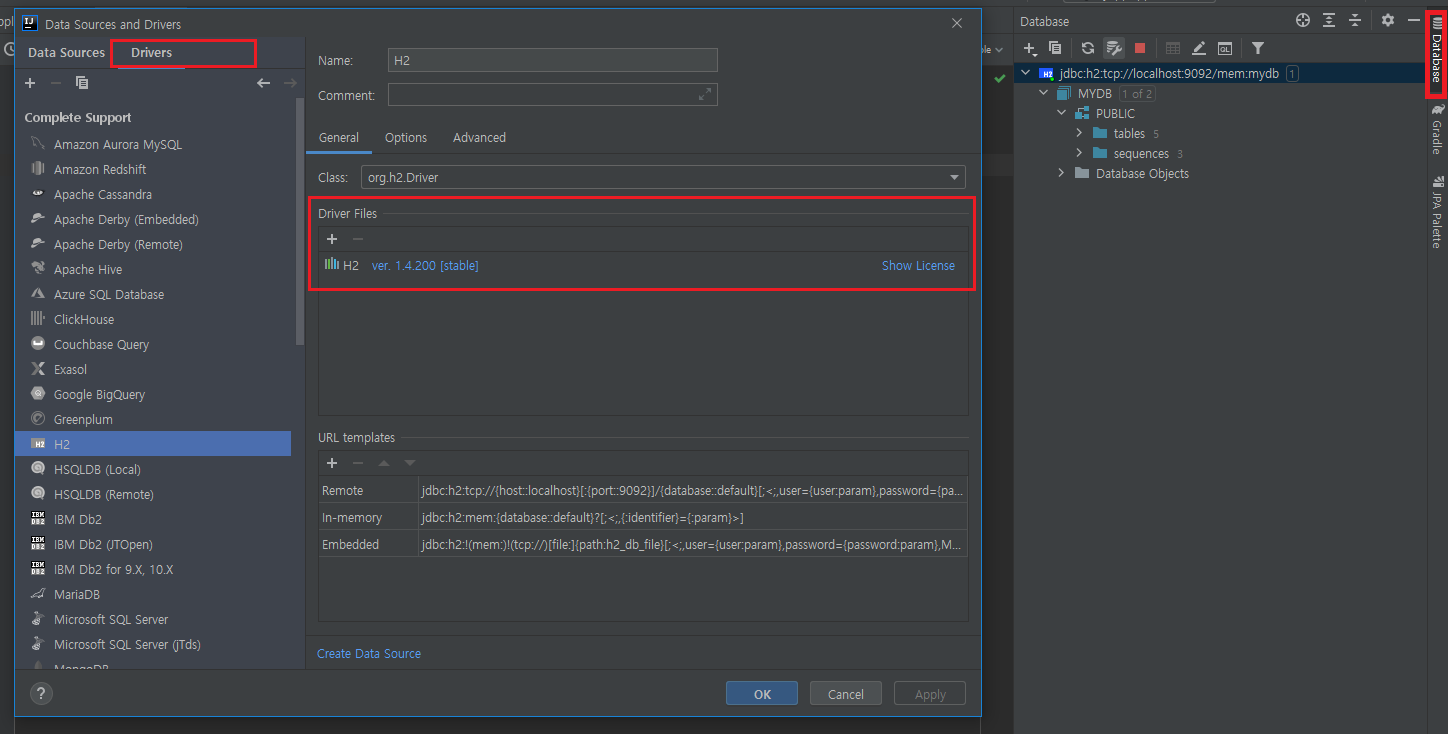 Data Sources and Drivers
Data Sources Drivers
Complete Support
Amazon Aurora MySQL
Amazon Redshift
Apache Cassandra
Apache Derby (Embedded)
Apache Derby (Remote)
Apache Hive
Azure SQL Database
ClickHouse
Couchbase Query
Exasol
Google BigQuery
Greenplum
H2
HSQLDB (Local)
HSQLDB (Remote)
IBM Db2
IBM Db2 (JTOpen)
IBM Db2 for 9.X, 10.X
MariaDB
Microsoft SQL Server
Microsoft SQL Server (jTds)
MongoDB
Name: H2
Comment:
General Options Advanced
Class: org.h2.Driver
Driver Files
H2 ver. 1.4.200 [stable] Show License
URL templates
Remote jdbc:h2:tcp://{host::localhost}[:{port::9092}]/{database::default}[;<;,user={user:param},password={pa...
In-memory jdbc:h2:mem:{database::default}?[;<;,{:identifier}={:param}>]
Embedded jdbc:h2:!(mem:)!(tcp://)[file:]{path:h2_db_file}[;<;,user={user:param},password={password:param},M...
Create Data Source
? OK Cancel Apply
Database
jdbc:h2:tcp://localhost:9092/mem:mydb 1
MYDB 1 of 2
PUBLIC
tables 5
sequences 3
Database Objects
Database
Gradle
JPA Palette